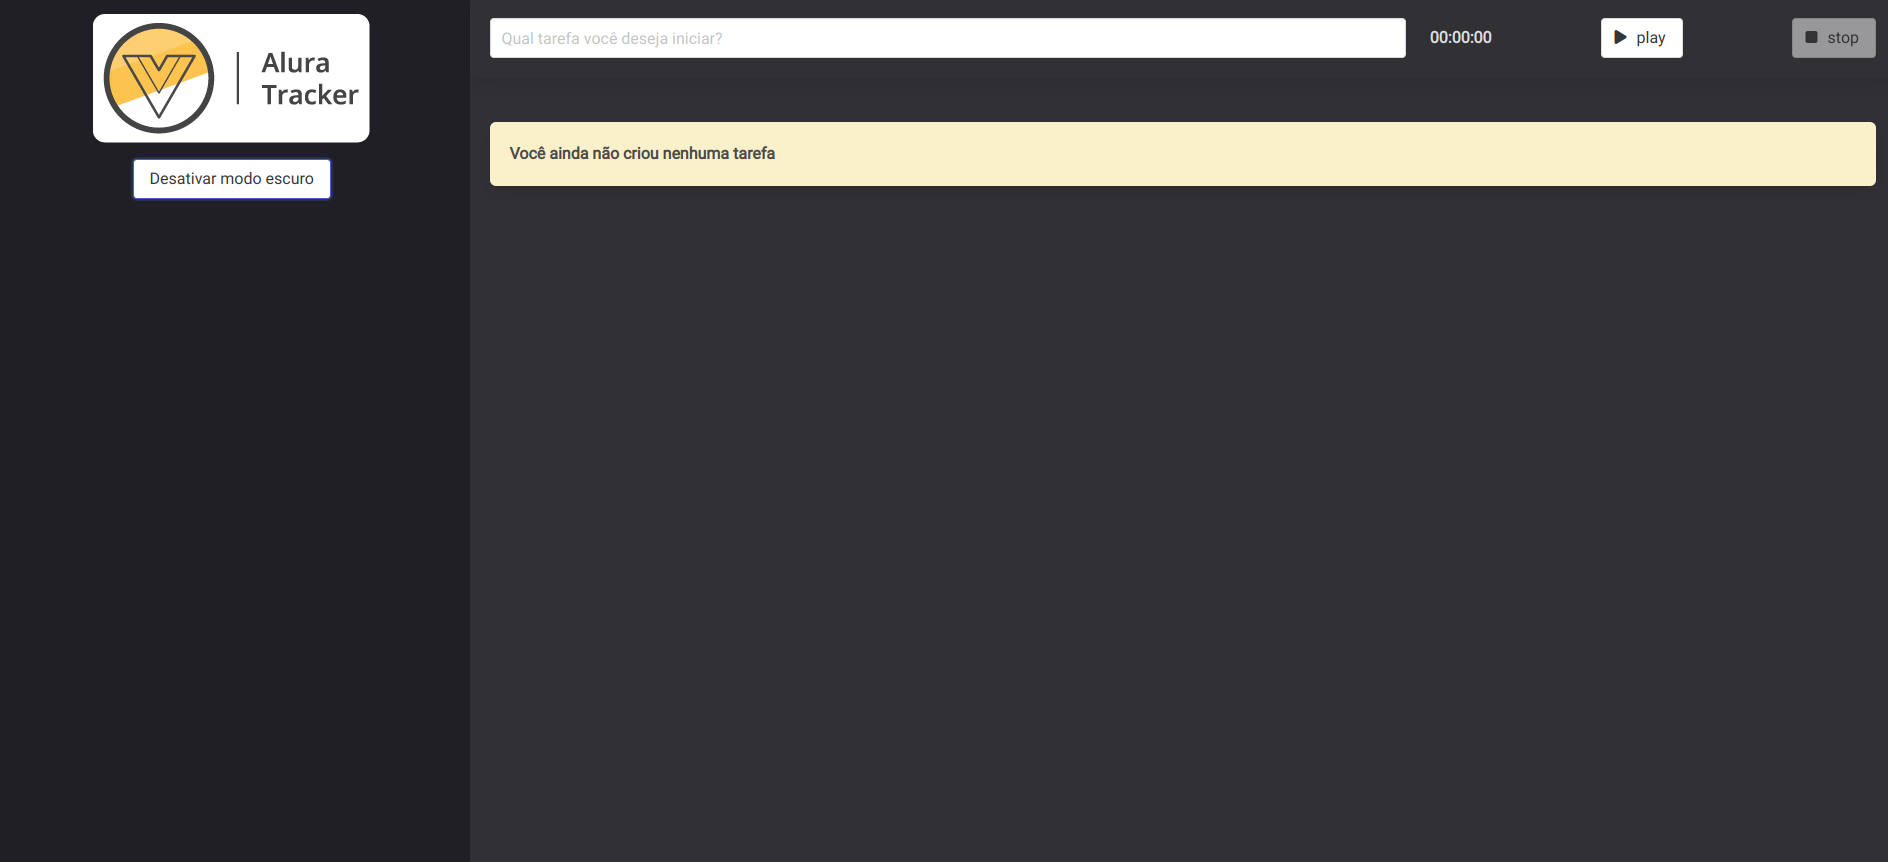 Alura
Tracker
Desativar modo escuro
Qual tarefa você deseja iniciar?
00:00:00
play
stop
Você ainda não criou nenhuma tarefa